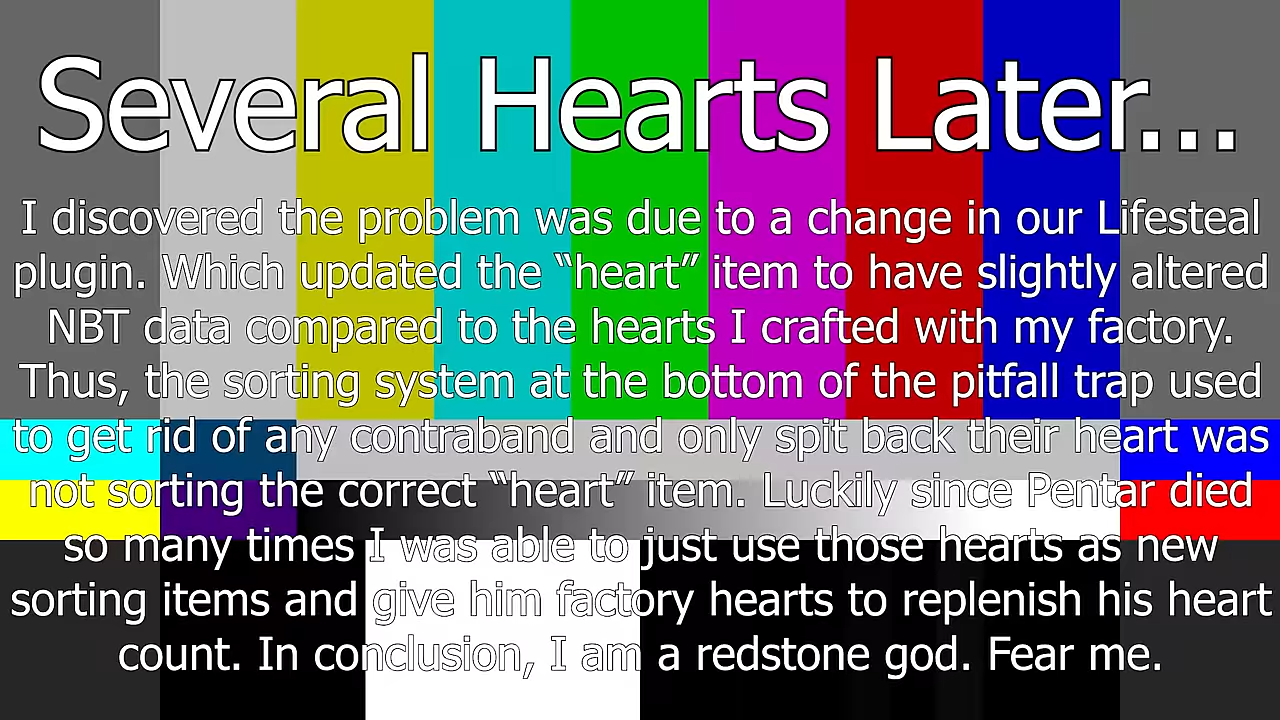 Several Hearts Later...
I discovered the problem was due to a change in our Lifesteal
plugin. Which updated the “heart” item to have slightly altered
NBT data compared to the hearts I crafted with my factory.
Thus, the sorting system at the bottom of the pitfall trap used
to get rid of any contraband and only spit back their heart was
not sorting the correct “heart” item. Luckily since Pentar died
so many times I was able to just use those hearts as new
sorting items and give him factory hearts to replenish his heart
count. In conclusion, I am a redstone god. Fear me.